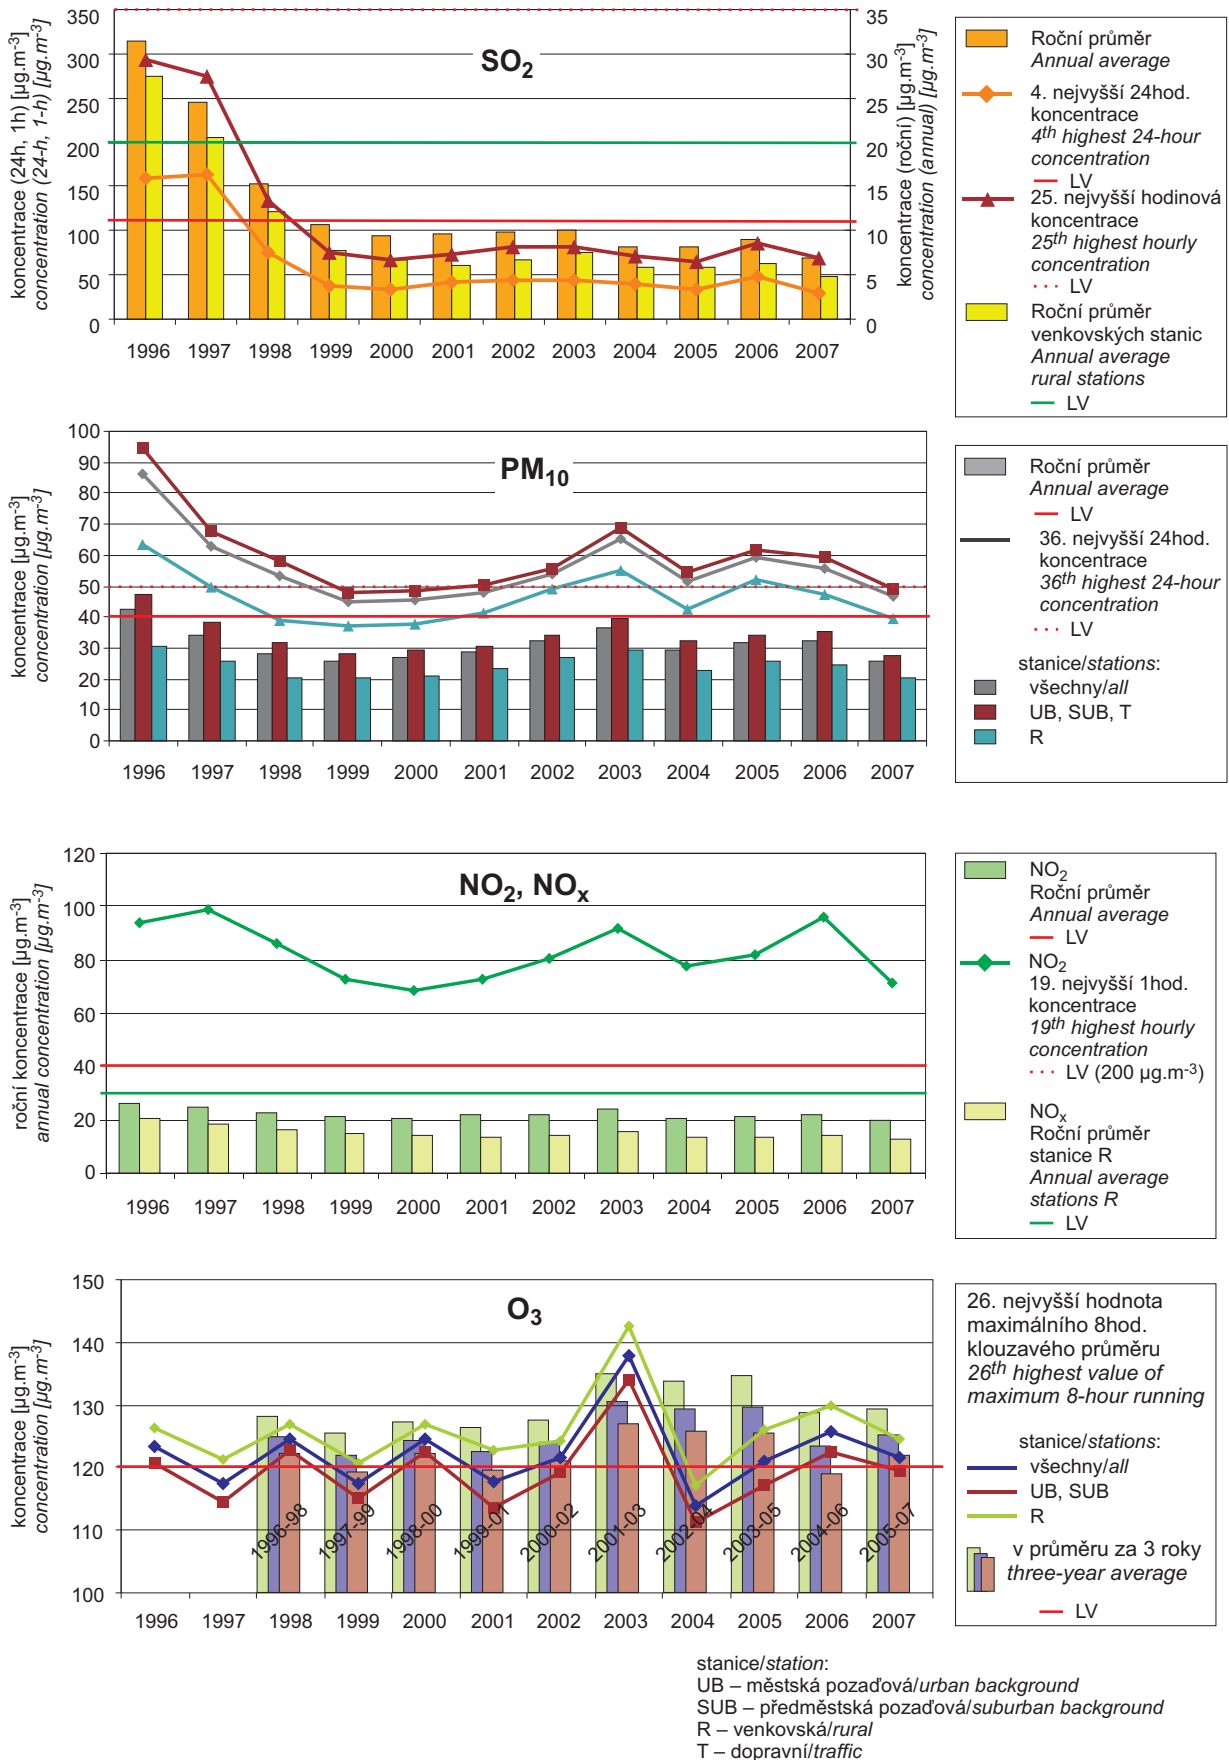 SO2
koncentrace (24h, 1h) [µg.m-3]
concentration (24-h, 1-h) [µg.m-3]
350
300
250
200
150
100
50
0
35
30
25
20
15
10
5
0
koncentrace (roční) [µg.m-3]
concentration (annual) [µg.m-3]
1996 1997 1998 1999 2000 2001 2002 2003 2004 2005 2006 2007
Roční průměr
Annual average
4. nejvyšší 24hod.
koncentrace
4th highest 24-hour
concentration
LV
25. nejvyšší hodinová
koncentrace
25th highest hourly
concentration
LV
Roční průměr
venkovských stanic
Annual average
rural stations
LV
PM10
koncentrace [µg.m-3]
concentration [µg.m-3]
100
90
80
70
60
50
40
30
20
10
0
1996 1997 1998 1999 2000 2001 2002 2003 2004 2005 2006 2007
Roční průměr
Annual average
LV
36. nejvyšší 24hod.
koncentrace
36th highest 24-hour
concentration
LV
stanice/stations:
všechny/all
UB, SUB, T
R
NO2, NOx
roční koncentrace [µg.m-3]
annual concentration [µg.m-3]
120
100
80
60
40
20
0
1996 1997 1998 1999 2000 2001 2002 2003 2004 2005 2006 2007
NO2
Roční průměr
Annual average
LV
NO2
19. nejvyšší 1hod.
koncentrace
19th highest hourly
concentration
LV (200 µg.m-3)
NOx
Roční průměr
stanice R
Annual average
stations R
LV
O3
koncentrace [µg.m-3]
concentration [µg.m-3]
150
140
130
120
110
100
1996-98 1997-99 1998-00 1999-01 2000-02 2001-03 2002-04 2003-05 2004-06 2005-07
1996 1997 1998 1999 2000 2001 2002 2003 2004 2005 2006 2007
26. nejvyšší hodnota
maximálního 8hod.
klouzavého průměru
26th highest value of
maximum 8-hour running
stanice/stations:
všechny/all
UB, SUB
R
v průměru za 3 roky
three-year average
LV
stanice/station:
UB – městská pozaďová/urban background
SUB – předměstská pozaďová/suburban background
R – venkovská/rural
T – dopravní/traffic